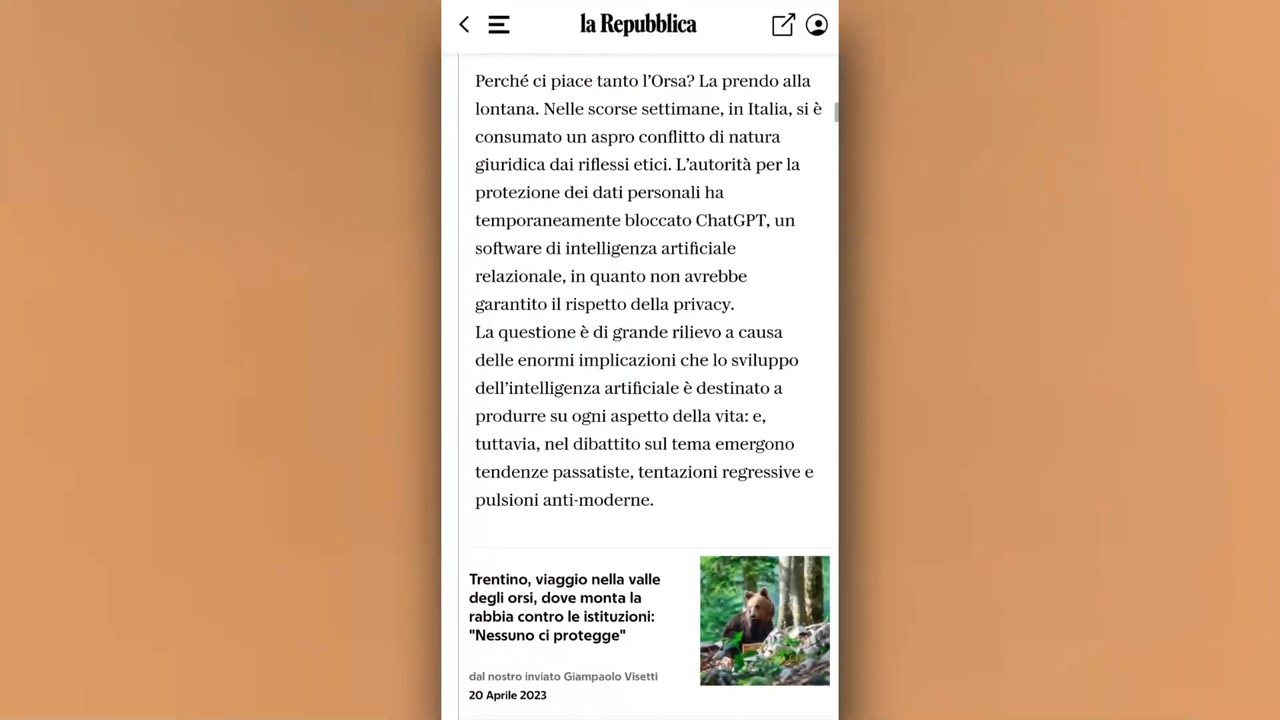 la Repubblica
Perché ci piace tanto l’Orsa? La prendo alla
lontana. Nelle scorse settimane, in Italia, si è
consumato un aspro conflitto di natura
giuridica dai riflessi etici. L’autorità per la
protezione dei dati personali ha
temporaneamente bloccato ChatGPT, un
software di intelligenza artificiale
relazionale, in quanto non avrebbe
garantito il rispetto della privacy.
La questione è di grande rilievo a causa
delle enormi implicazioni che lo sviluppo
dell’intelligenza artificiale è destinato a
produrre su ogni aspetto della vita: e,
tuttavia, nel dibattito sul tema emergono
tendenze passatiste, tentazioni regressive e
pulsioni anti-moderne.
Trentino, viaggio nella valle
degli orsi, dove monta la
rabbia contro le istituzioni:
"Nessuno ci protegge"
dal nostro inviato Giampaolo Visetti
20 Aprile 2023